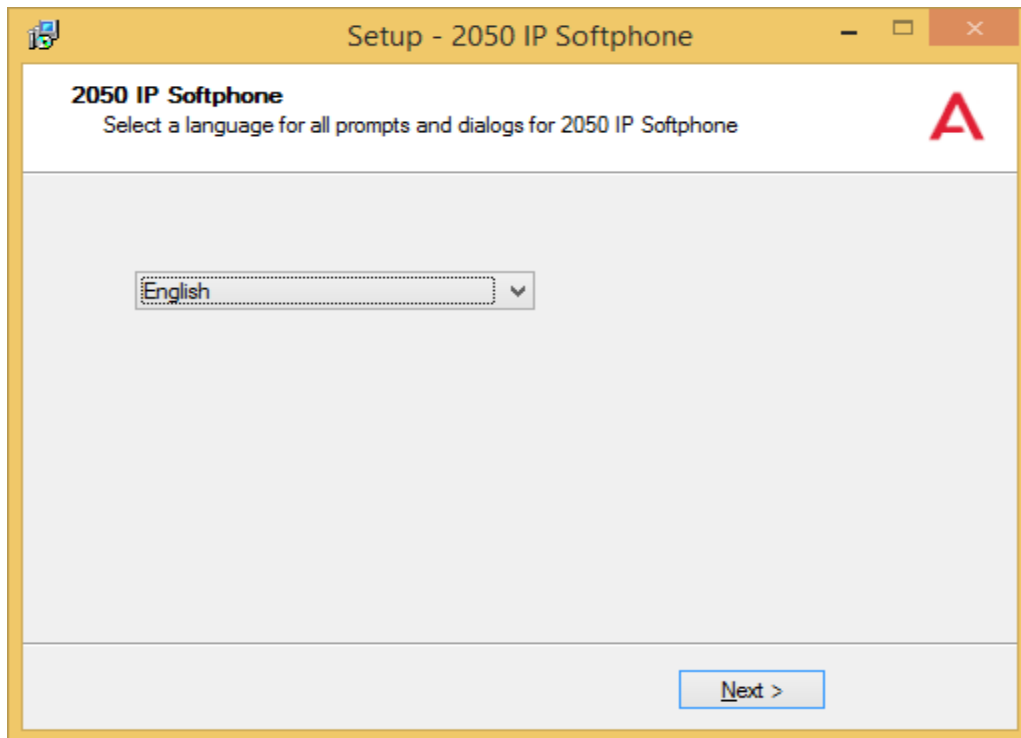 Setup - 2050 IP Softphone
2050 IP Softphone
Select a language for all prompts and dialogs for 2050 IP Softphone
English
Next >